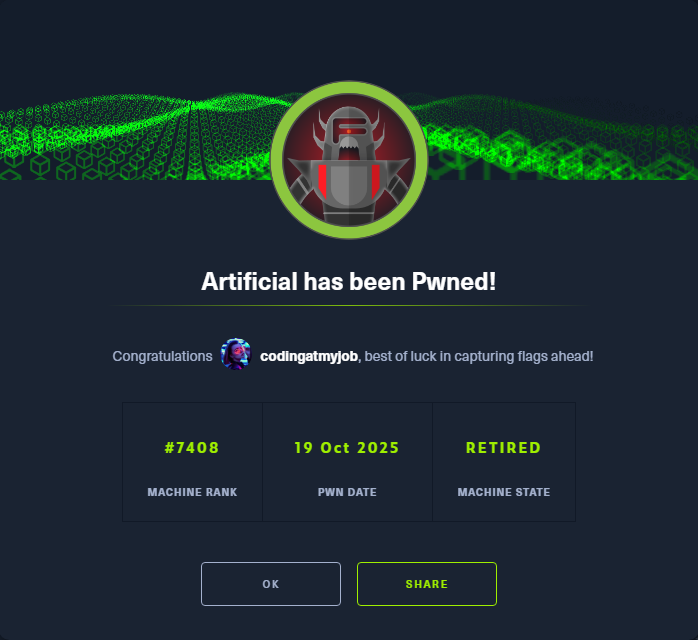 Artificial has been Pwned!
Congratulations codingatmyjob, best of luck in capturing flags ahead!
#7408 19 Oct 2025 RETIRED
MACHINE RANK PWN DATE MACHINE STATE
OK SHARE